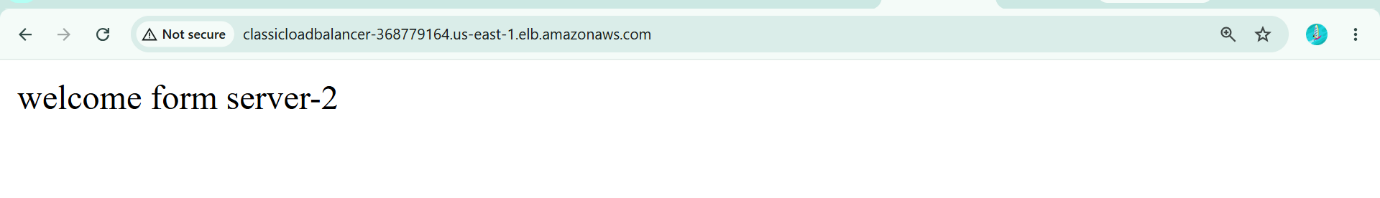 Not secure classicloadbalancer-368779164.us-east-1.elb.amazonaws.com
welcome form server-2